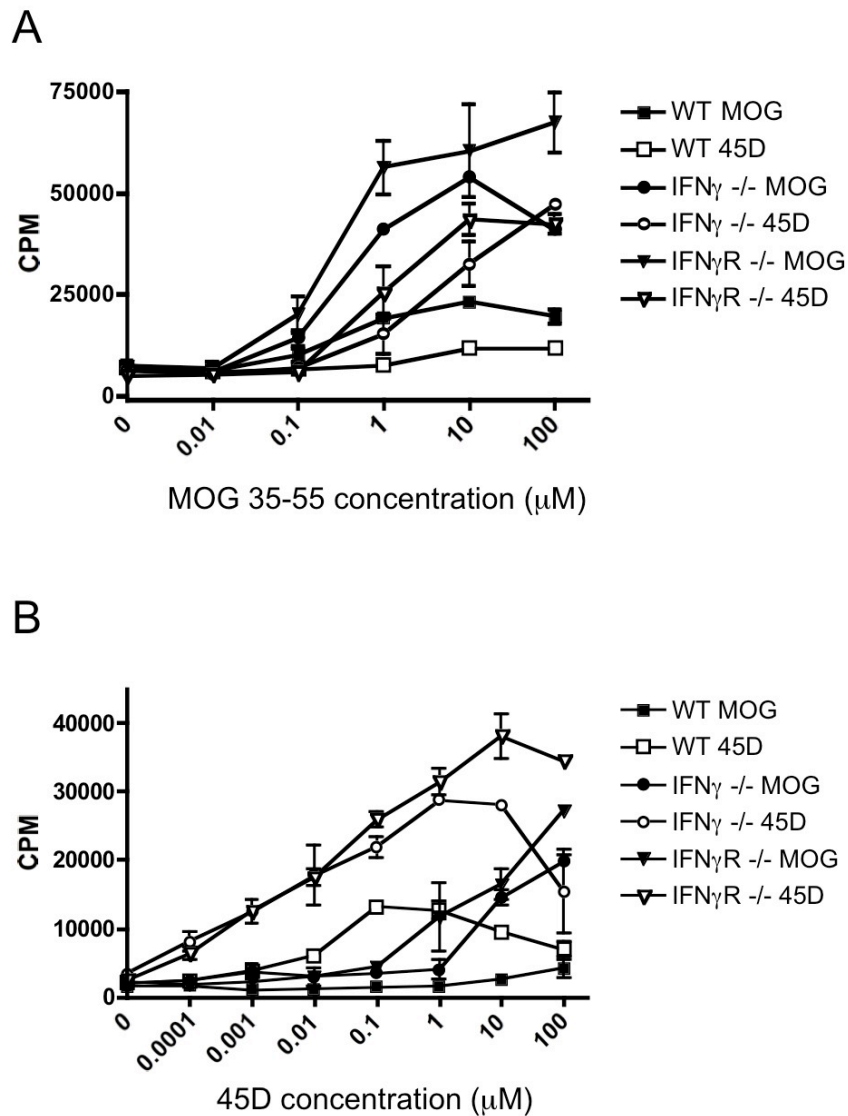 A
75000
50000
25000
0
CPM
0
0.01
0.1
1
10
100
MOG 35-55 concentration (μM)
WT MOG
WT 45D
IFNγ -/- MOG
IFNγ -/- 45D
IFNγR -/- MOG
IFNγR -/- 45D
B
40000
30000
20000
10000
0
CPM
0
0.0001
0.001
0.01
0.1
1
10
100
45D concentration (μM)
WT MOG
WT 45D
IFNγ -/- MOG
IFNγ -/- 45D
IFNγR -/- MOG
IFNγR -/- 45D